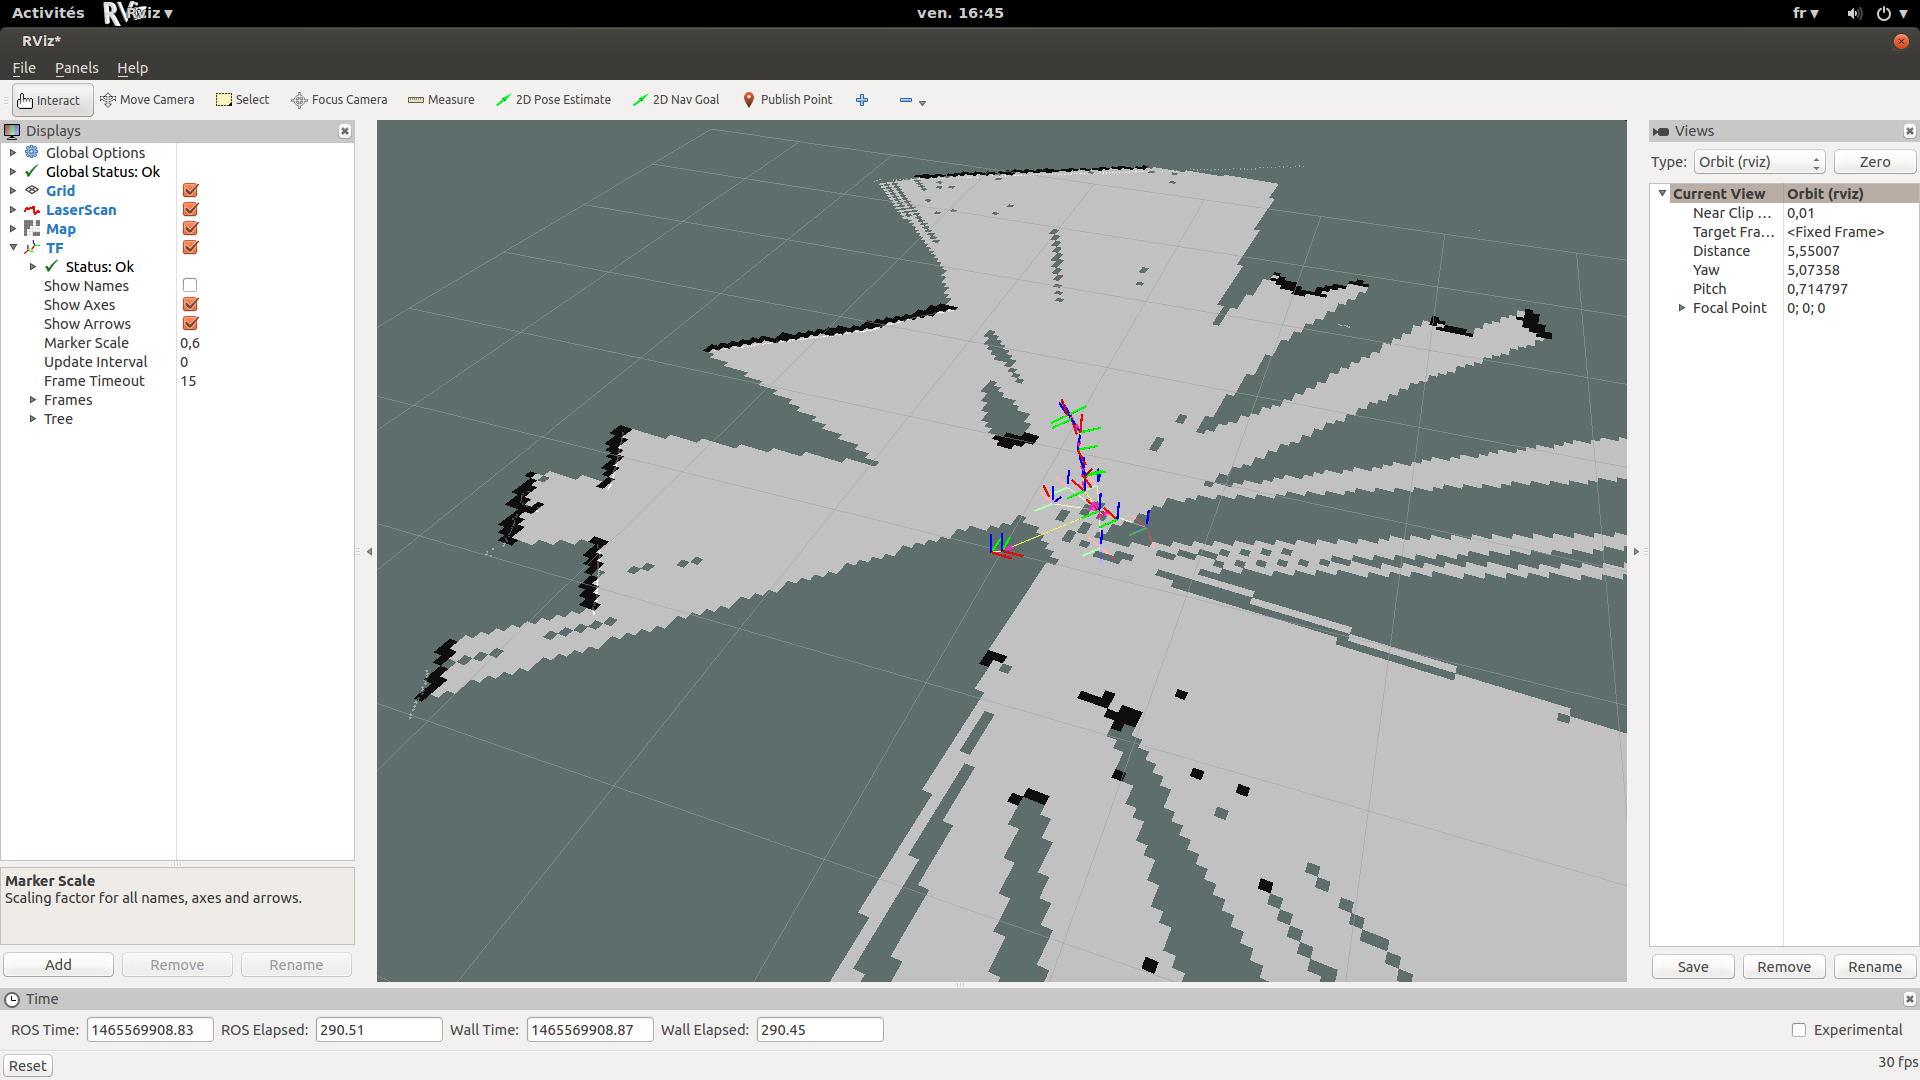 Activités RViz ven. 16:45 fr
RViz*
File Panels Help
Interact Move Camera Select Focus Camera Measure 2D Pose Estimate 2D Nav Goal Publish Point
Displays
Global Options
Global Status: Ok
Grid
LaserScan
Map
TF
Status: Ok
Show Names
Show Axes
Show Arrows
Marker Scale 0,6
Update Interval 0
Frame Timeout 15
Frames
Tree
Marker Scale
Scaling factor for all names, axes and arrows.
Add Remove Rename
Views
Type: Orbit (rviz) Zero
Current View Orbit (rviz)
Near Clip ... 0,01
Target Fra... <Fixed Frame>
Distance 5,55007
Yaw 5,07358
Pitch 0,714797
Focal Point 0; 0; 0
Save Remove Rename
Time
ROS Time: 1465569908.83 ROS Elapsed: 290.51 Wall Time: 1465569908.87 Wall Elapsed: 290.45 Experimental
Reset 30 fps